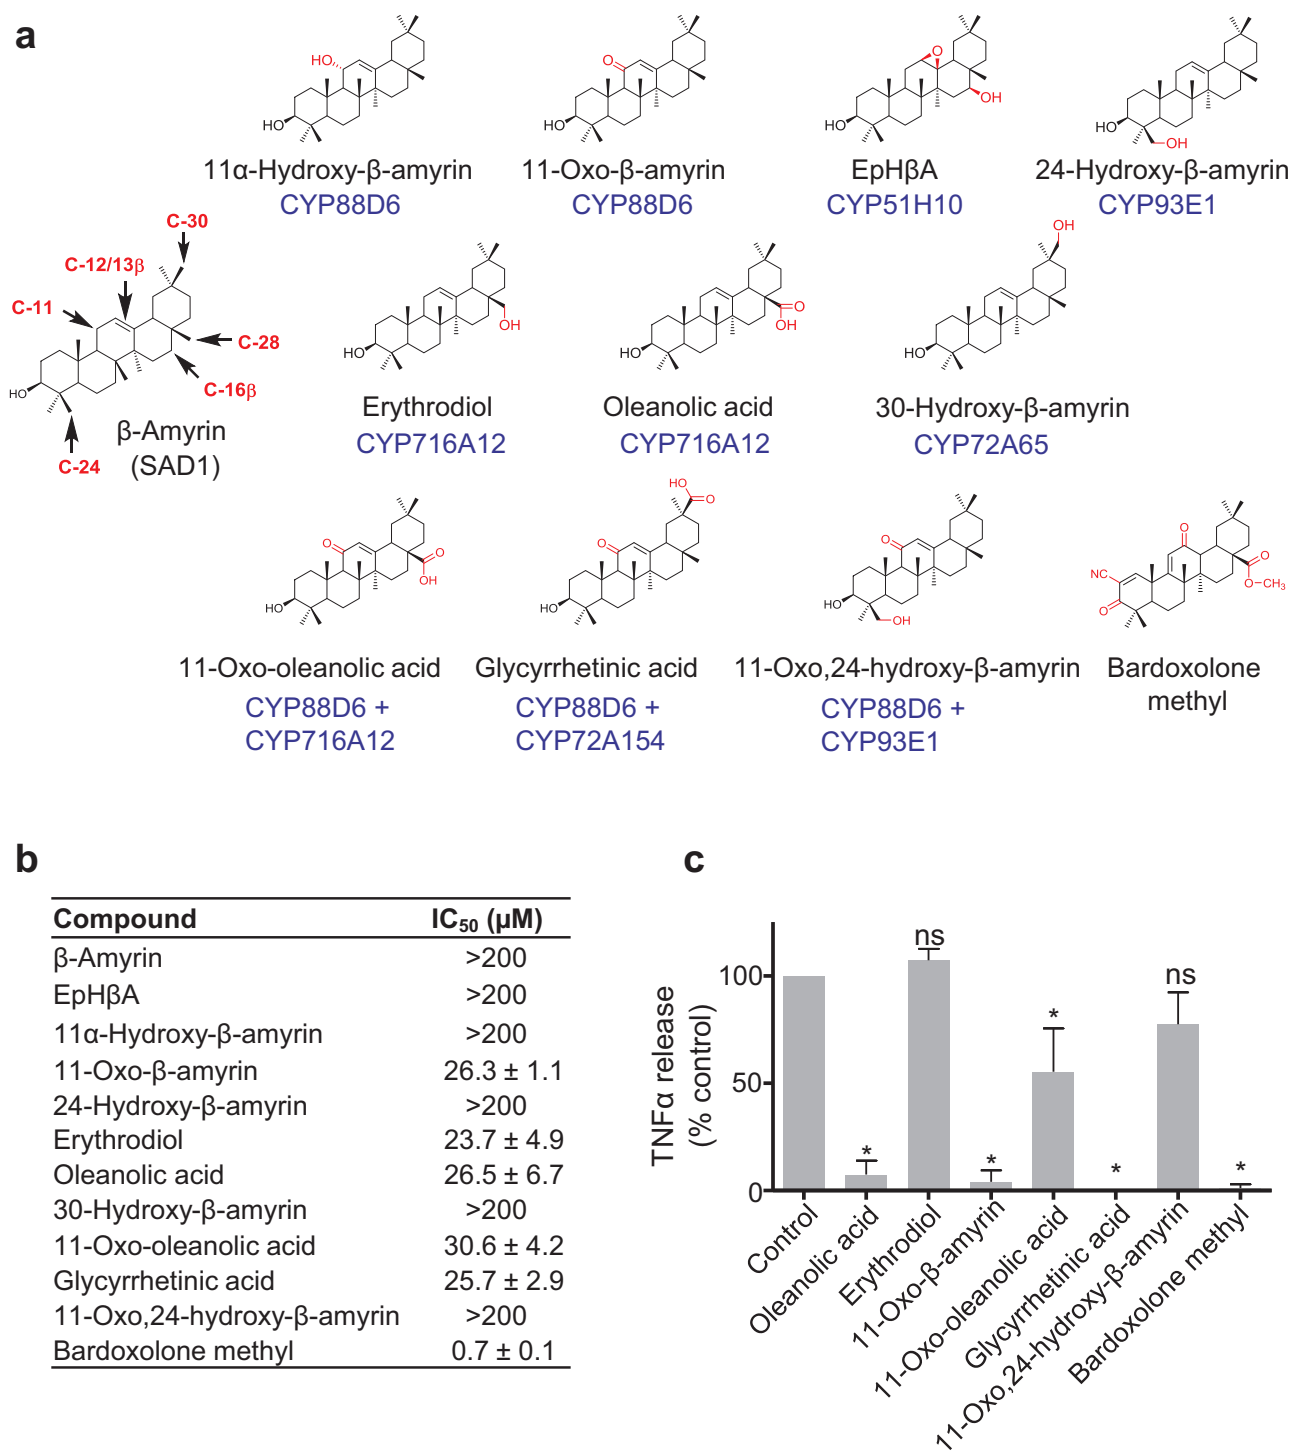 a
HO
HO
11α-Hydroxy-β-amyrin
CYP88D6
O
HO
11-Oxo-β-amyrin
CYP88D6
O
OH
HO
EpHβA
CYP51H10
HO
OH
24-Hydroxy-β-amyrin
CYP93E1
C-30
C-12/13β
C-11
C-28
C-16β
HO
C-24
β-Amyrin
(SAD1)
OH
HO
Erythrodiol
CYP716A12
O
OH
HO
Oleanolic acid
CYP716A12
OH
HO
30-Hydroxy-β-amyrin
CYP72A65
O
O
OH
HO
11-Oxo-oleanolic acid
CYP88D6 +
CYP716A12
HO
O
O
HO
Glycyrrhetinic acid
CYP88D6 +
CYP72A154
O
HO
OH
11-Oxo,24-hydroxy-β-amyrin
CYP88D6 +
CYP93E1
O
NC
O
O
O
CH3
Bardoxolone
methyl
b
Compound IC50 (µM)
β-Amyrin >200
EpHβA >200
11α-Hydroxy-β-amyrin >200
11-Oxo-β-amyrin 26.3 ± 1.1
24-Hydroxy-β-amyrin >200
Erythrodiol 23.7 ± 4.9
Oleanolic acid 26.5 ± 6.7
30-Hydroxy-β-amyrin >200
11-Oxo-oleanolic acid 30.6 ± 4.2
Glycyrrhetinic acid 25.7 ± 2.9
11-Oxo,24-hydroxy-β-amyrin >200
Bardoxolone methyl 0.7 ± 0.1
c
TNFα release
(% control)
100
50
0
*
ns
*
*
*
ns
*
Control
Oleanolic acid
Erythrodiol
11-Oxo-β-amyrin
11-Oxo-oleanolic acid
Glycyrrhetinic acid
11-Oxo,24-hydroxy-β-amyrin
Bardoxolone methyl